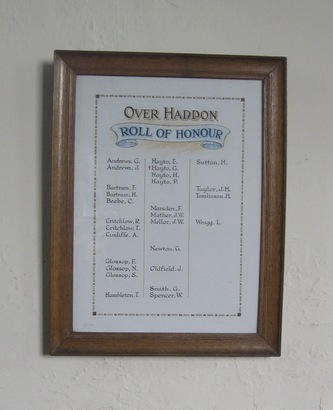 OVER HADDON
ROLL OF HONOUR
Andrews, G.
Andrews, J.
Bartram, F.
Bartram, H.
Beebe, C.
Critchlow, R.
Critchlow, T.
Cunliffe, A.
Glossop, F.
Glossop, N.
Glossop, S.
Hambleton, T.
Hayto, E.
†Hayto, G.
Hayto, H.
Hayto, P.
Marsden, F.
Mather, J.W.
Mellor, J.W.
Newton, G.
Oldfield, J.
Smith, G.
Spencer, W.
Sutton, H.
Taylor, J.H.
Tomlinson, H.
Wragg, L.